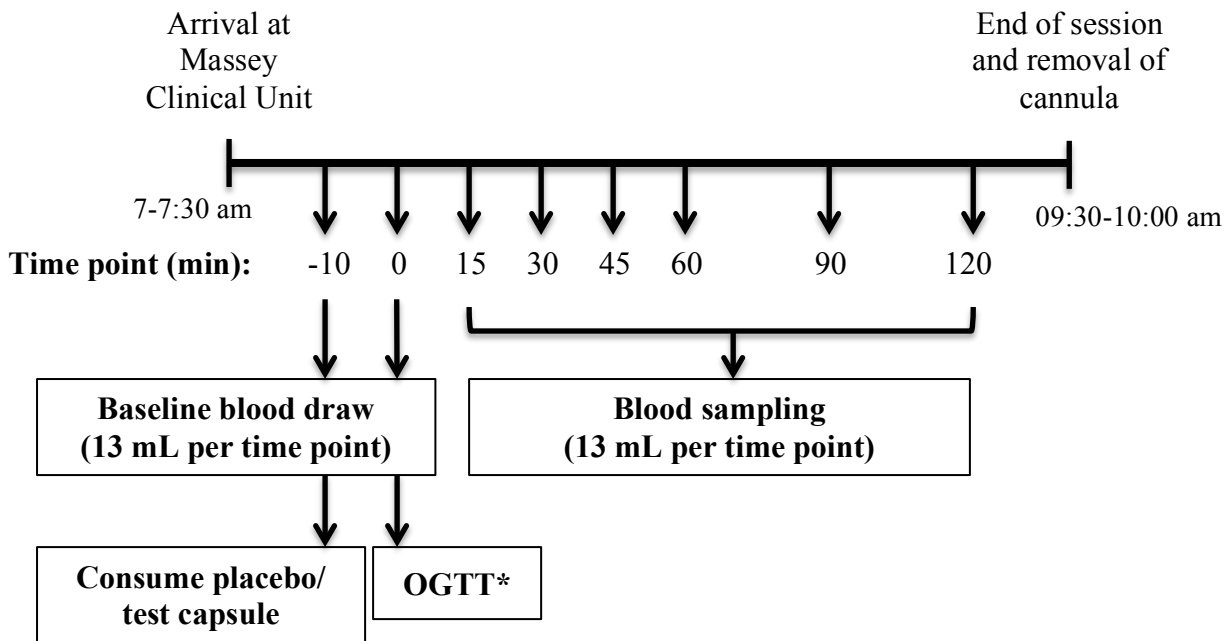 Arrival at
Massey
Clinical Unit
End of session
and removal of
cannula
7-7:30 am
09:30-10:00 am
Time point (min): -10 0 15 30 45 60 90 120
Baseline blood draw
(13 mL per time point)
Blood sampling
(13 mL per time point)
Consume placebo/
test capsule
OGTT*